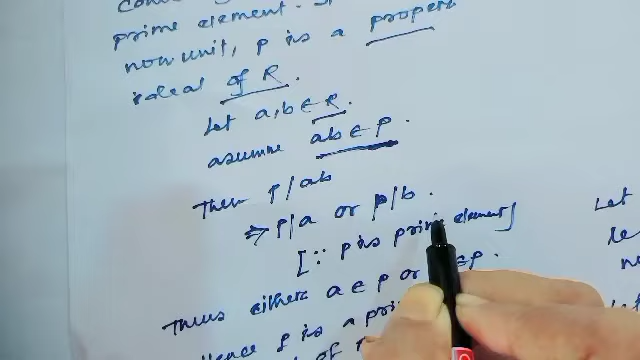 prime element.
non unit, p is a proper
ideal of R.
Let a,b ∈ R.
assume ab ∈ P.
Then p/ab
⇒ p/a or p/b.
[∵ p is prime element]
Thus either a ∈ p or ∈ p.
Hence p is a pri
Let